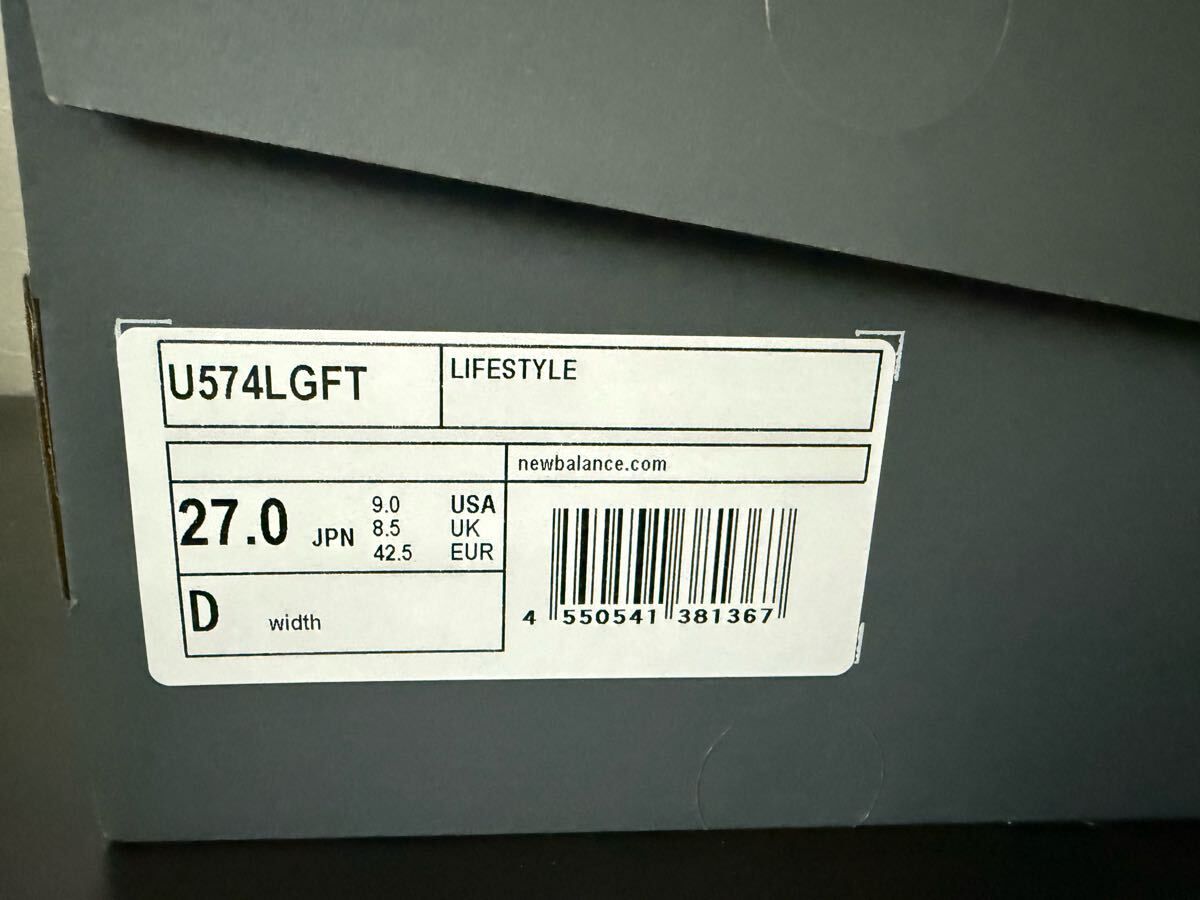 U574LGFT
LIFESTYLE
newbalance.com
27.0 JPN
9.0 USA
8.5 UK
42.5 EUR
D width
4 550541 381367